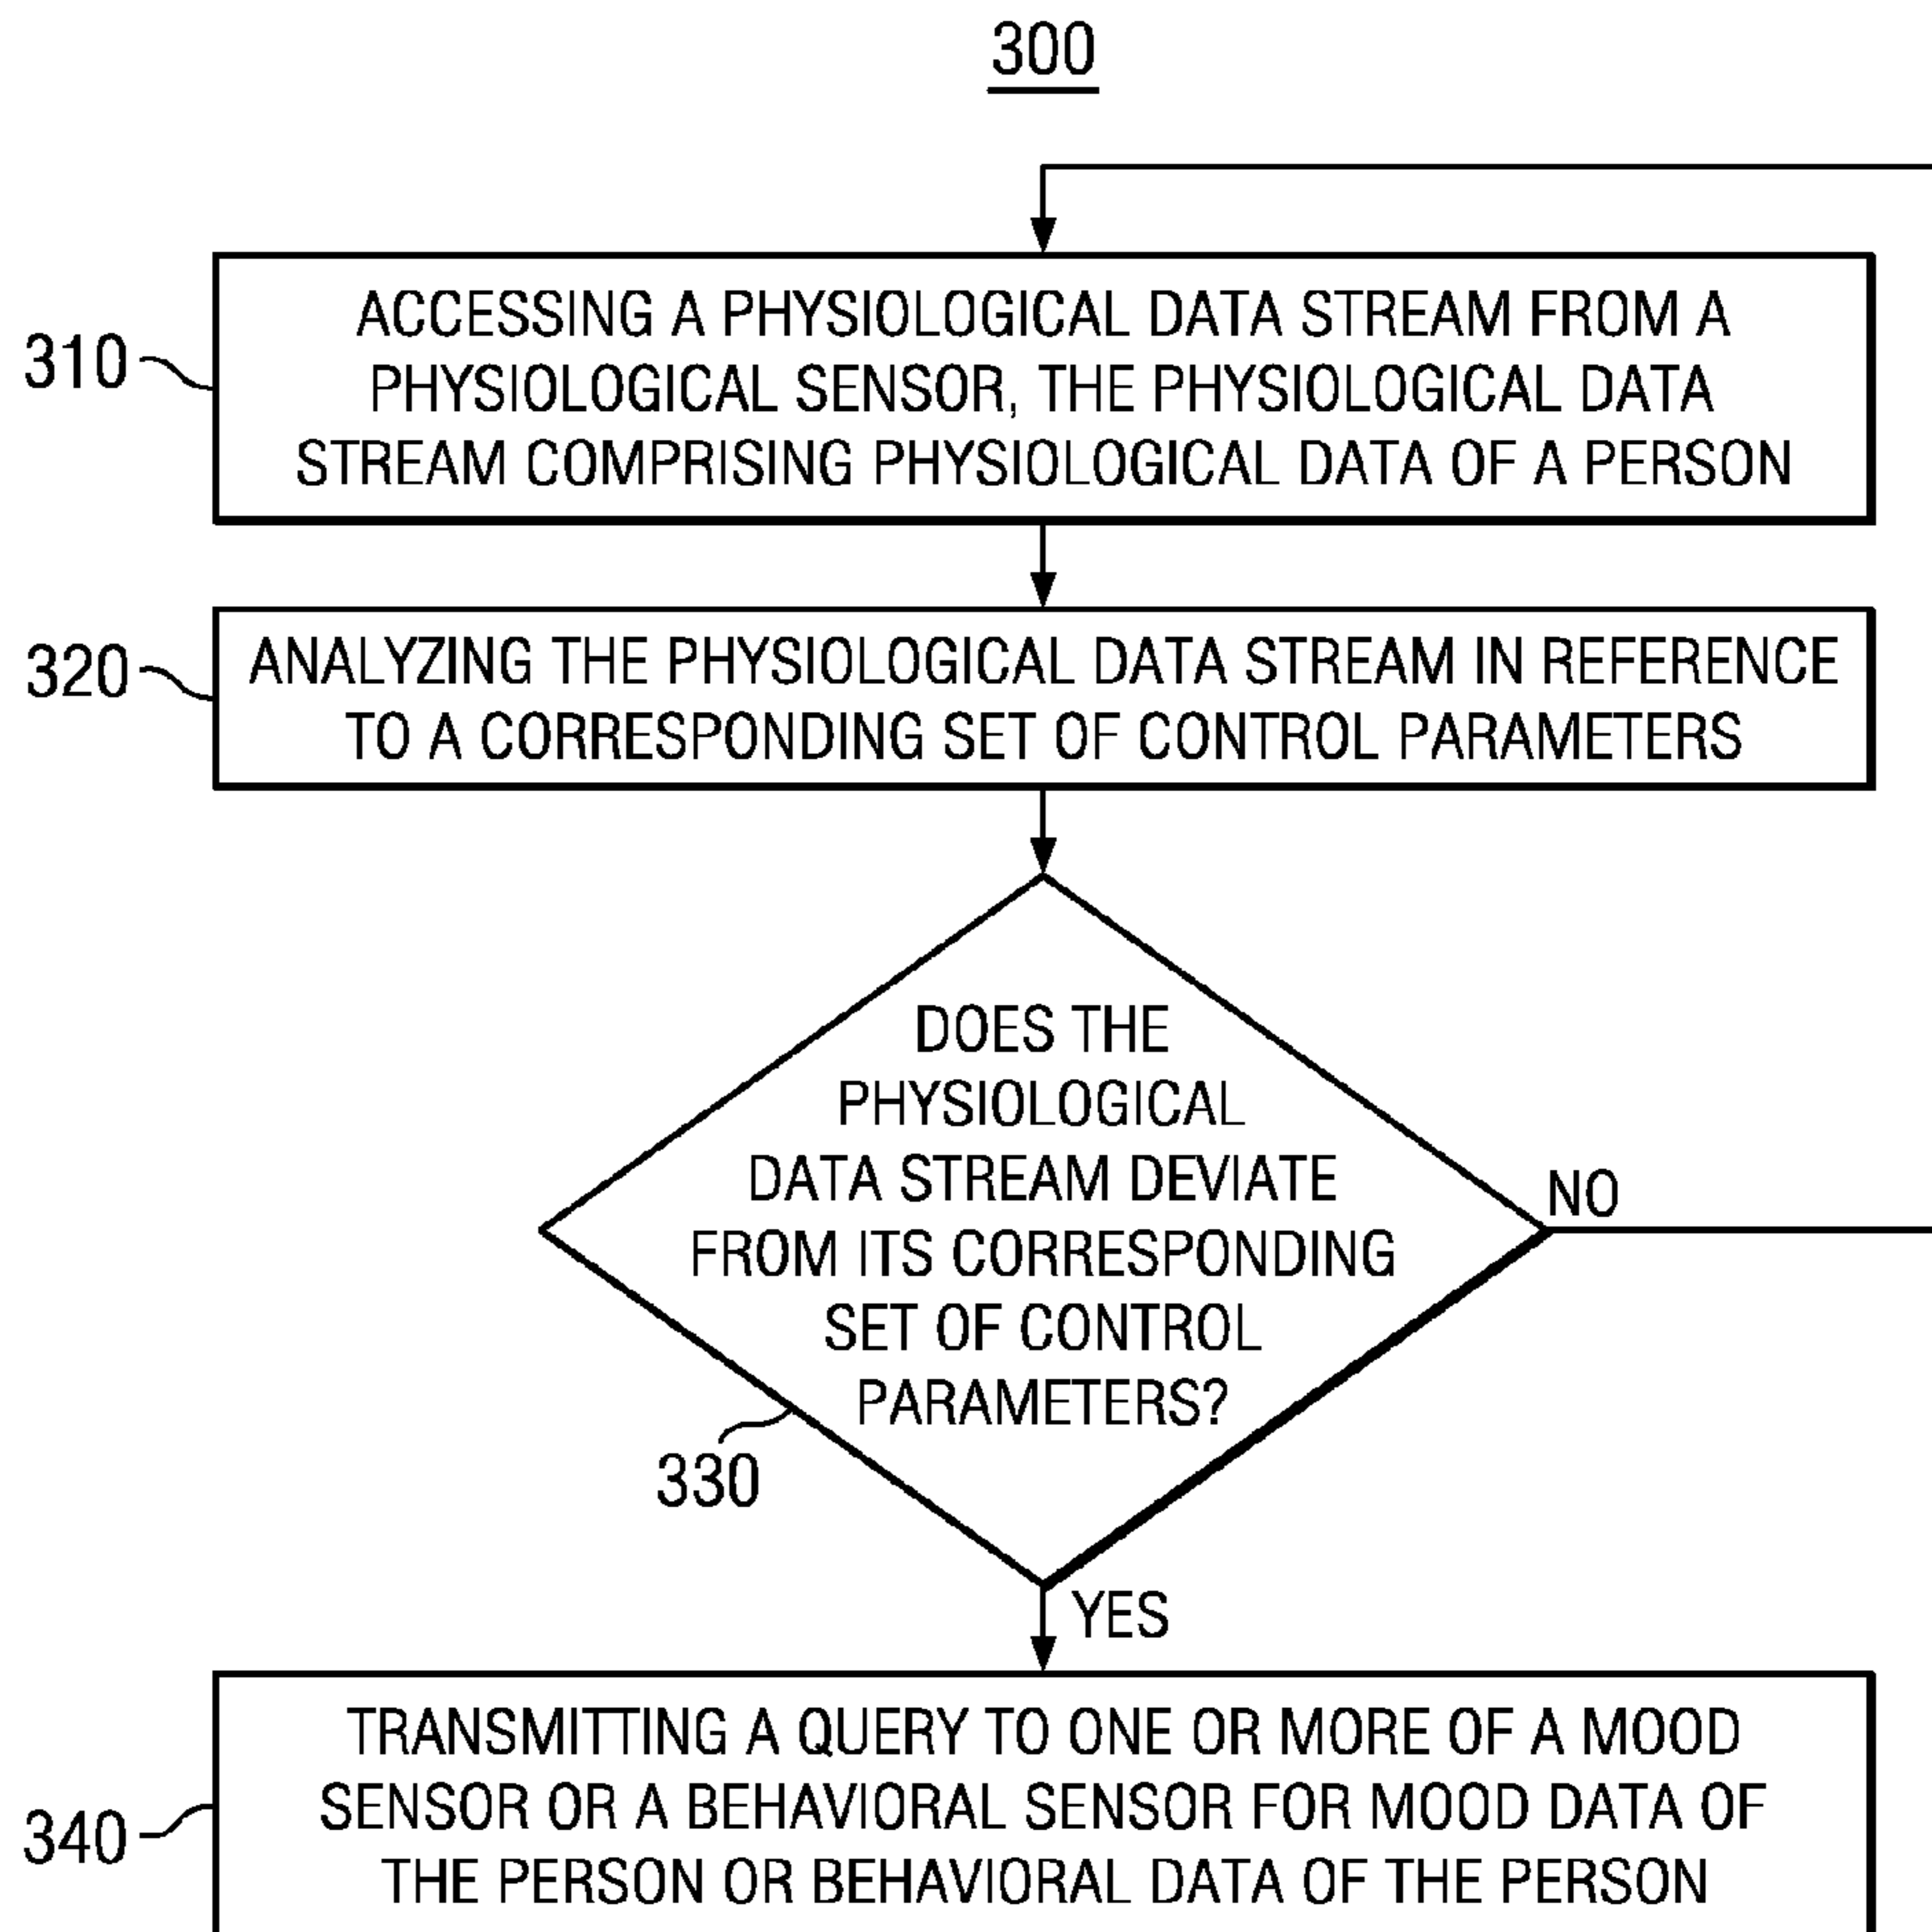 300
310
ACCESSING A PHYSIOLOGICAL DATA STREAM FROM A
PHYSIOLOGICAL SENSOR, THE PHYSIOLOGICAL DATA
STREAM COMPRISING PHYSIOLOGICAL DATA OF A PERSON
320
ANALYZING THE PHYSIOLOGICAL DATA STREAM IN REFERENCE
TO A CORRESPONDING SET OF CONTROL PARAMETERS
DOES THE
PHYSIOLOGICAL
DATA STREAM DEVIATE
FROM ITS CORRESPONDING
SET OF CONTROL
PARAMETERS?
NO
330
YES
340
TRANSMITTING A QUERY TO ONE OR MORE OF A MOOD
SENSOR OR A BEHAVIORAL SENSOR FOR MOOD DATA OF
THE PERSON OR BEHAVIORAL DATA OF THE PERSON